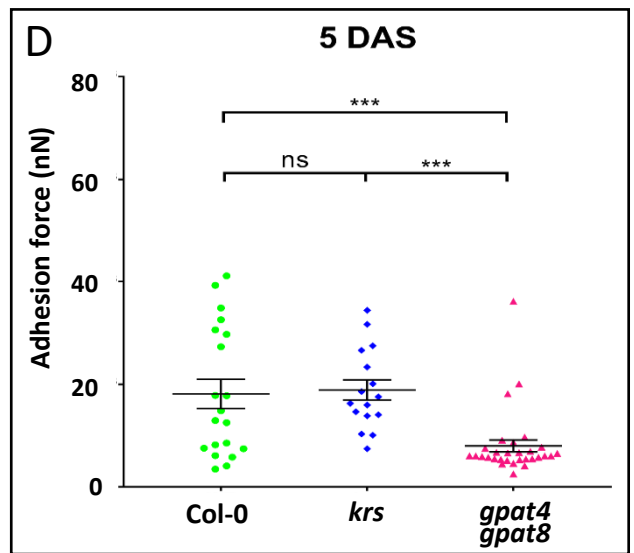 D
5 DAS
Adhesion force (nN)
80
60
40
20
0
***
ns
***
Col-0
krs
gpat4
gpat8